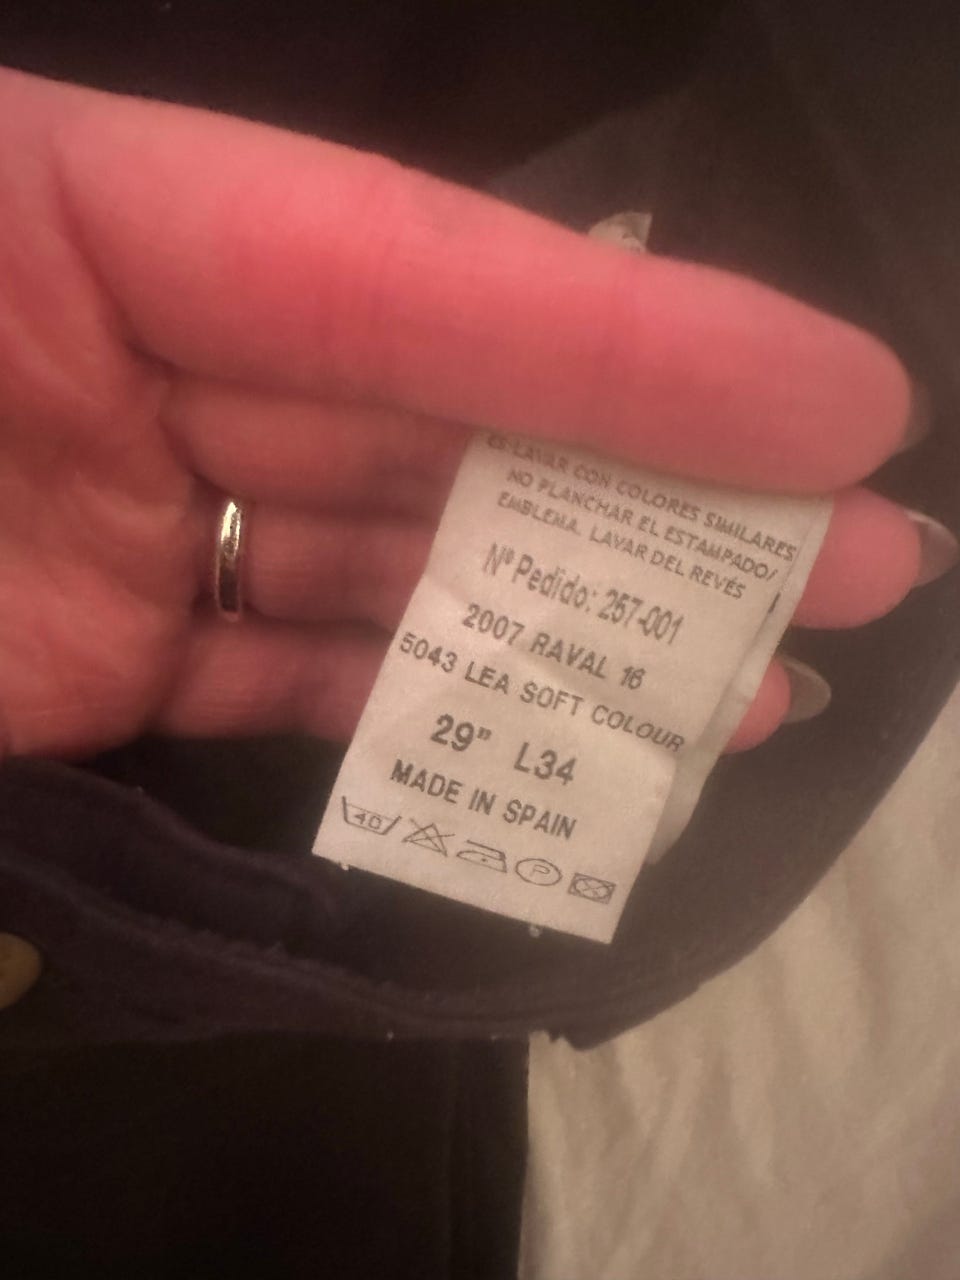 ES-LAVAR CON COLORES SIMILARES
NO PLANCHAR EL ESTAMPADO/
EMBLEMA. LAVAR DEL REVÉS
Nº Pedido: 257-001
2007 RAVAL 16
5043 LEA SOFT COLOUR
29" L34
MADE IN SPAIN
40 P